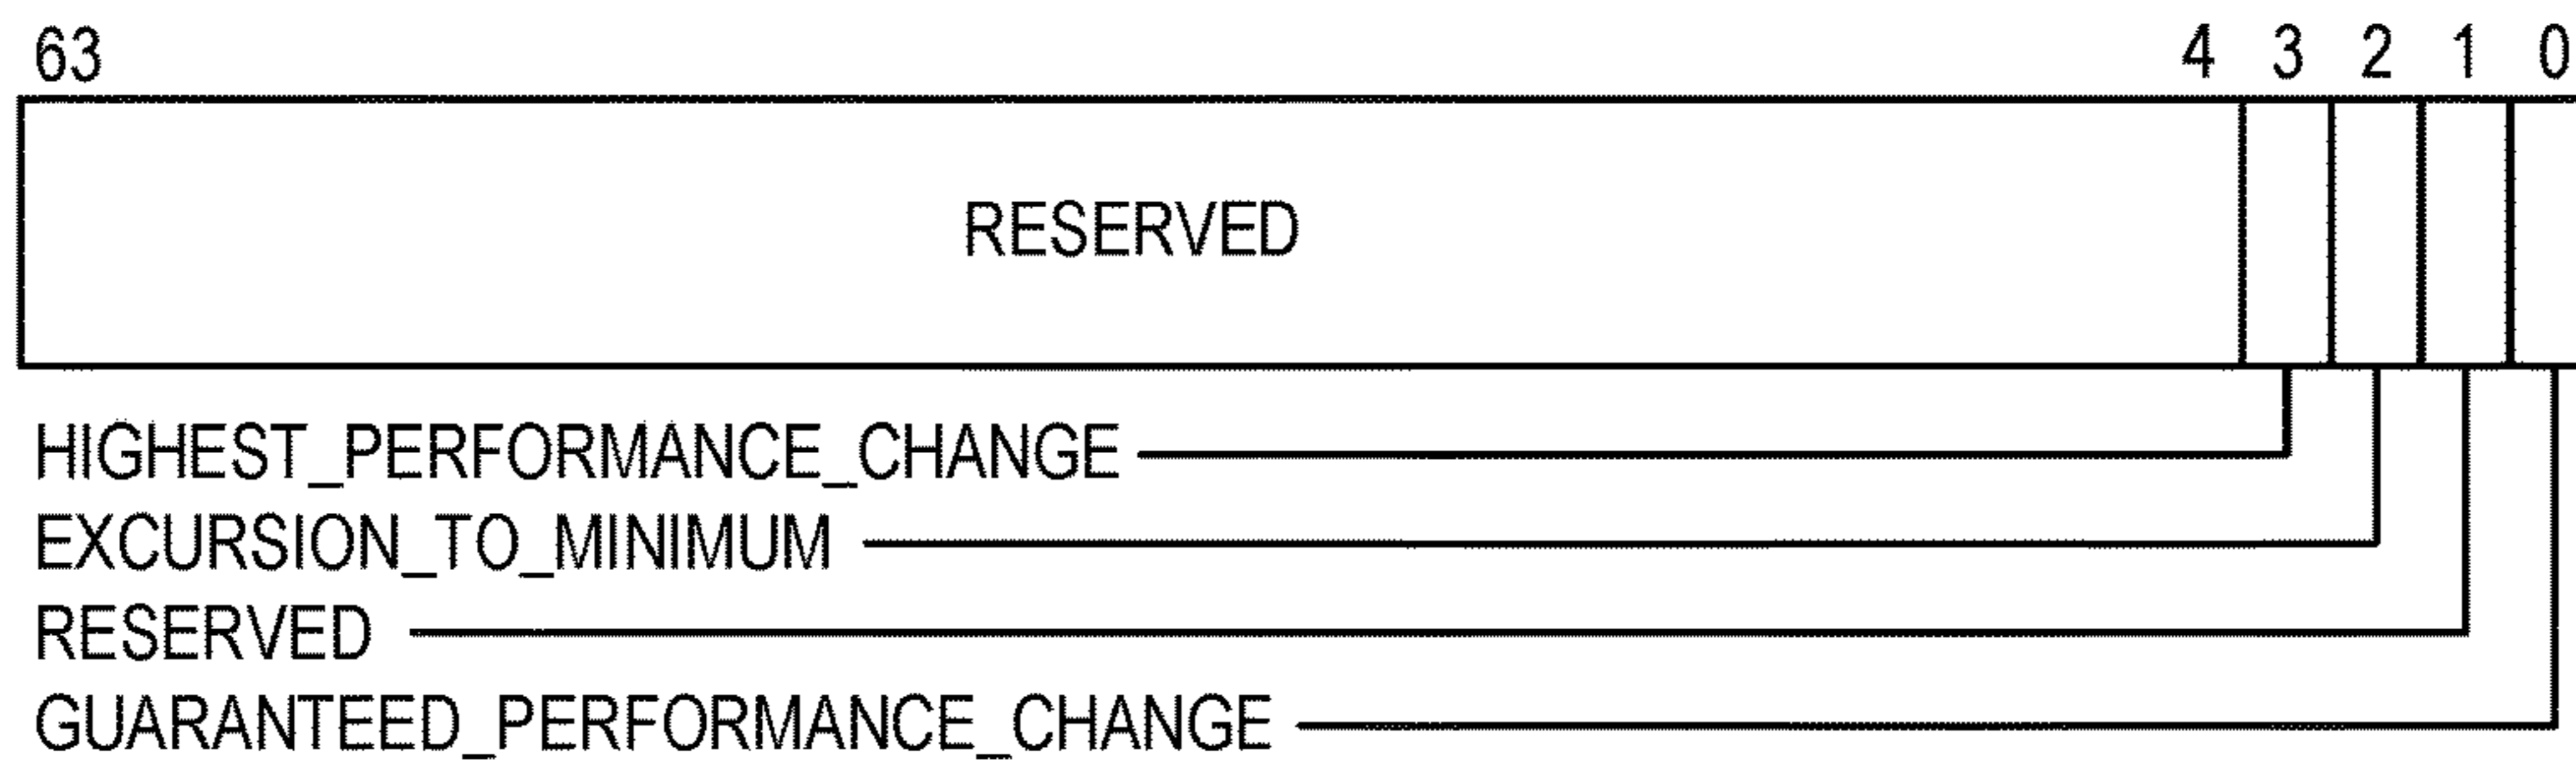 63 4 3 2 1 0
RESERVED
HIGHEST_PERFORMANCE_CHANGE
EXCURSION_TO_MINIMUM
RESERVED
GUARANTEED_PERFORMANCE_CHANGE